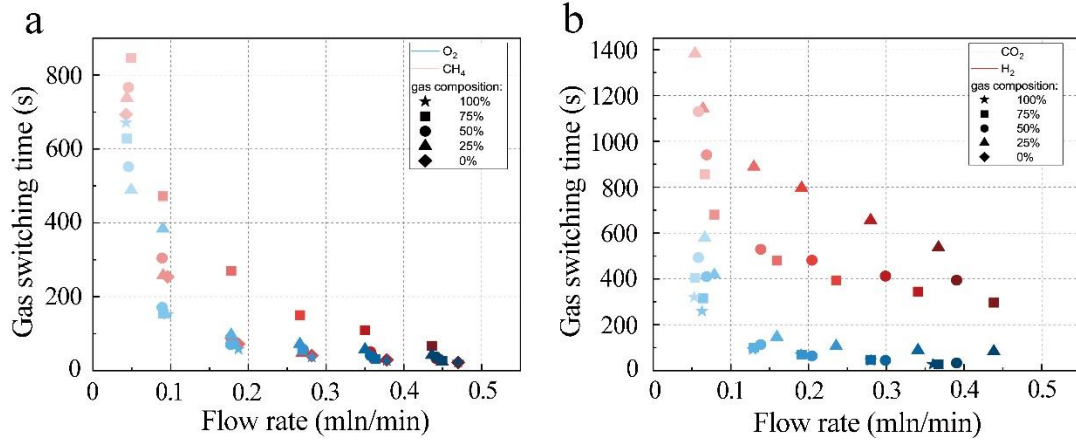 a
Gas switching time (s)
800
600
400
200
0
0
0.1
0.2
0.3
0.4
0.5
Flow rate (mln/min)
O₂
CH₄
gas composition:
100%
75%
50%
25%
0%
b
Gas switching time (s)
1400
1200
1000
800
600
400
200
0
0
0.1
0.2
0.3
0.4
0.5
Flow rate (mln/min)
CO₂
H₂
gas composition:
100%
75%
50%
25%
0%